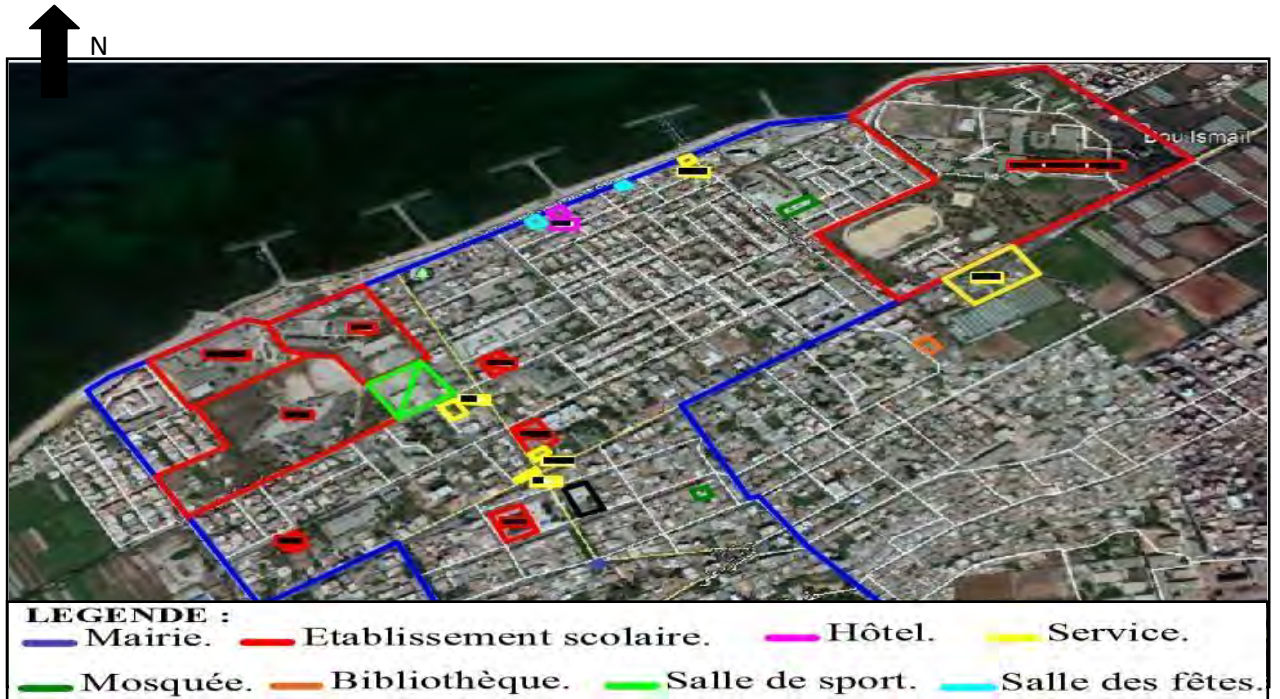 N
Bou Ismail
LEGENDE :
Mairie. Etablissement scolaire. Hôtel. Service.
Mosquée. Bibliothèque. Salle de sport. Salle des fêtes.